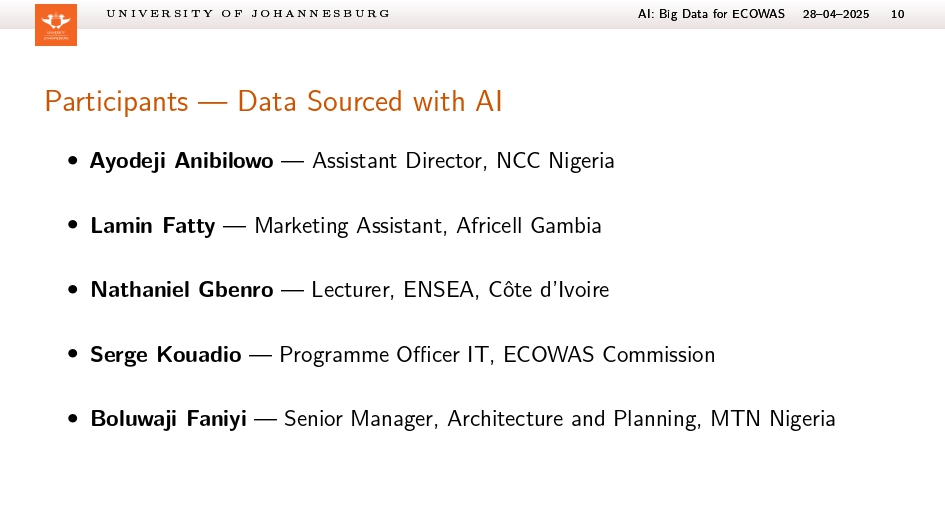 UNIVERSITY OF JOHANNESBURG
AI: Big Data for ECOWAS 28–04–2025 10
UNIVERSITY
JOHANNESBURG
Participants — Data Sourced with AI
• Ayodeji Anibilowo — Assistant Director, NCC Nigeria
• Lamin Fatty — Marketing Assistant, Africell Gambia
• Nathaniel Gbenro — Lecturer, ENSEA, Côte d'Ivoire
• Serge Kouadio — Programme Officer IT, ECOWAS Commission
• Boluwaji Faniyi — Senior Manager, Architecture and Planning, MTN Nigeria